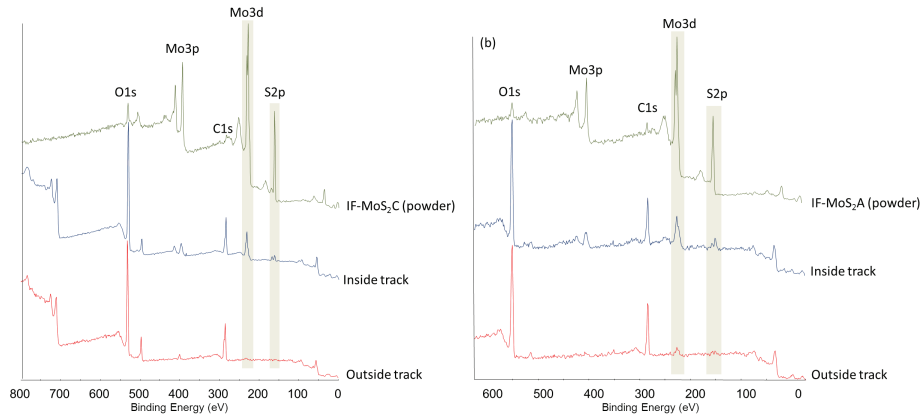 Mo3d
Mo3p
O1s
C1s
S2p
IF-MoS₂C (powder)
Inside track
Outside track
800 700 600 500 400 300 200 100 0
Binding Energy (eV)
(b)
Mo3d
Mo3p
O1s
C1s
S2p
IF-MoS₂A (powder)
Inside track
Outside track
600 500 400 300 200 100 0
Binding Energy (eV)